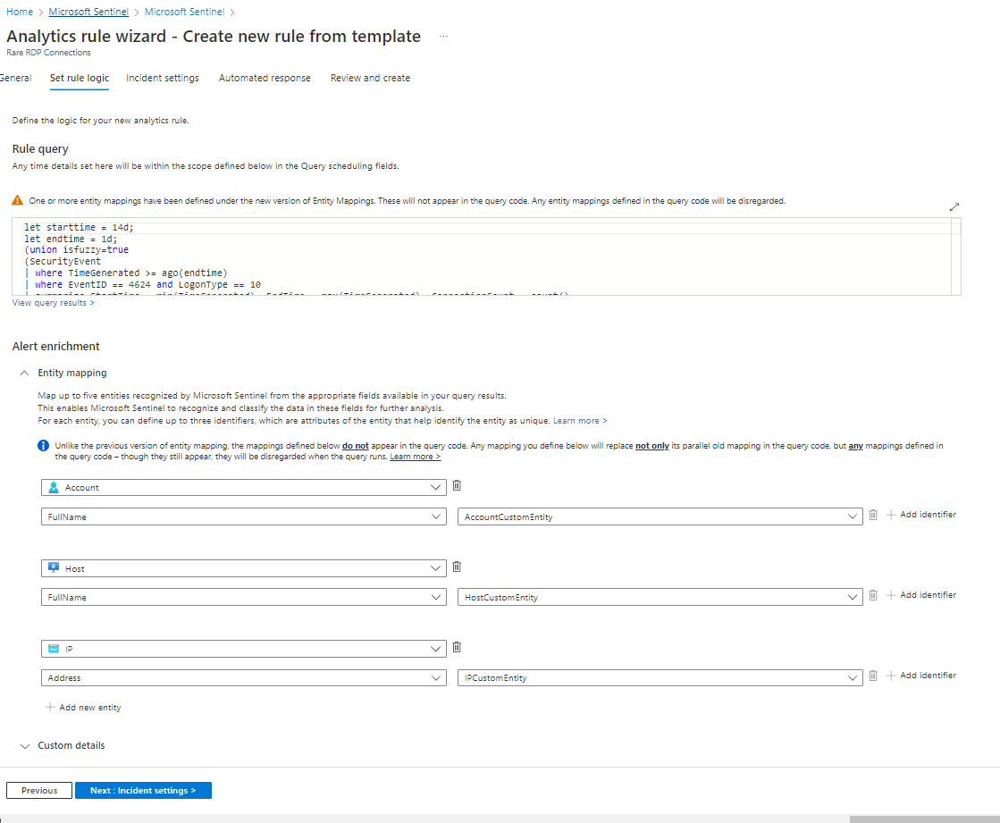 Home > Microsoft Sentinel > Microsoft Sentinel >
Analytics rule wizard - Create new rule from template ...
Rare RDP Connections
General Set rule logic Incident settings Automated response Review and create
Define the logic for your new analytics rule.
Rule query
Any time details set here will be within the scope defined below in the Query scheduling fields.
One or more entity mappings have been defined under the new version of Entity Mappings. These will not appear in the query code. Any entity mappings defined in the query code will be disregarded.
let starttime = 14d;
let endtime = 1d;
(union isfuzzy=true
(SecurityEvent
| where TimeGenerated >= ago(endtime)
| where EventID == 4624 and LogonType == 10
| summarize StartTime = min(TimeGenerated), EndTime = max(TimeGenerated), ConnectionCount = count()
View query results >
Alert enrichment
Entity mapping
Map up to five entities recognized by Microsoft Sentinel from the appropriate fields available in your query results.
This enables Microsoft Sentinel to recognize and classify the data in these fields for further analysis.
For each entity, you can define up to three identifiers, which are attributes of the entity that help identify the entity as unique. Learn more >
Unlike the previous version of entity mapping, the mappings defined below do not appear in the query code. Any mapping you define below will replace not only its parallel old mapping in the query code, but any mappings defined in
the query code – though they still appear, they will be disregarded when the query runs. Learn more >
Account
FullName AccountCustomEntity + Add identifier
Host
FullName HostCustomEntity + Add identifier
IP
Address IPCustomEntity + Add identifier
+ Add new entity
Custom details
Previous Next : Incident settings >